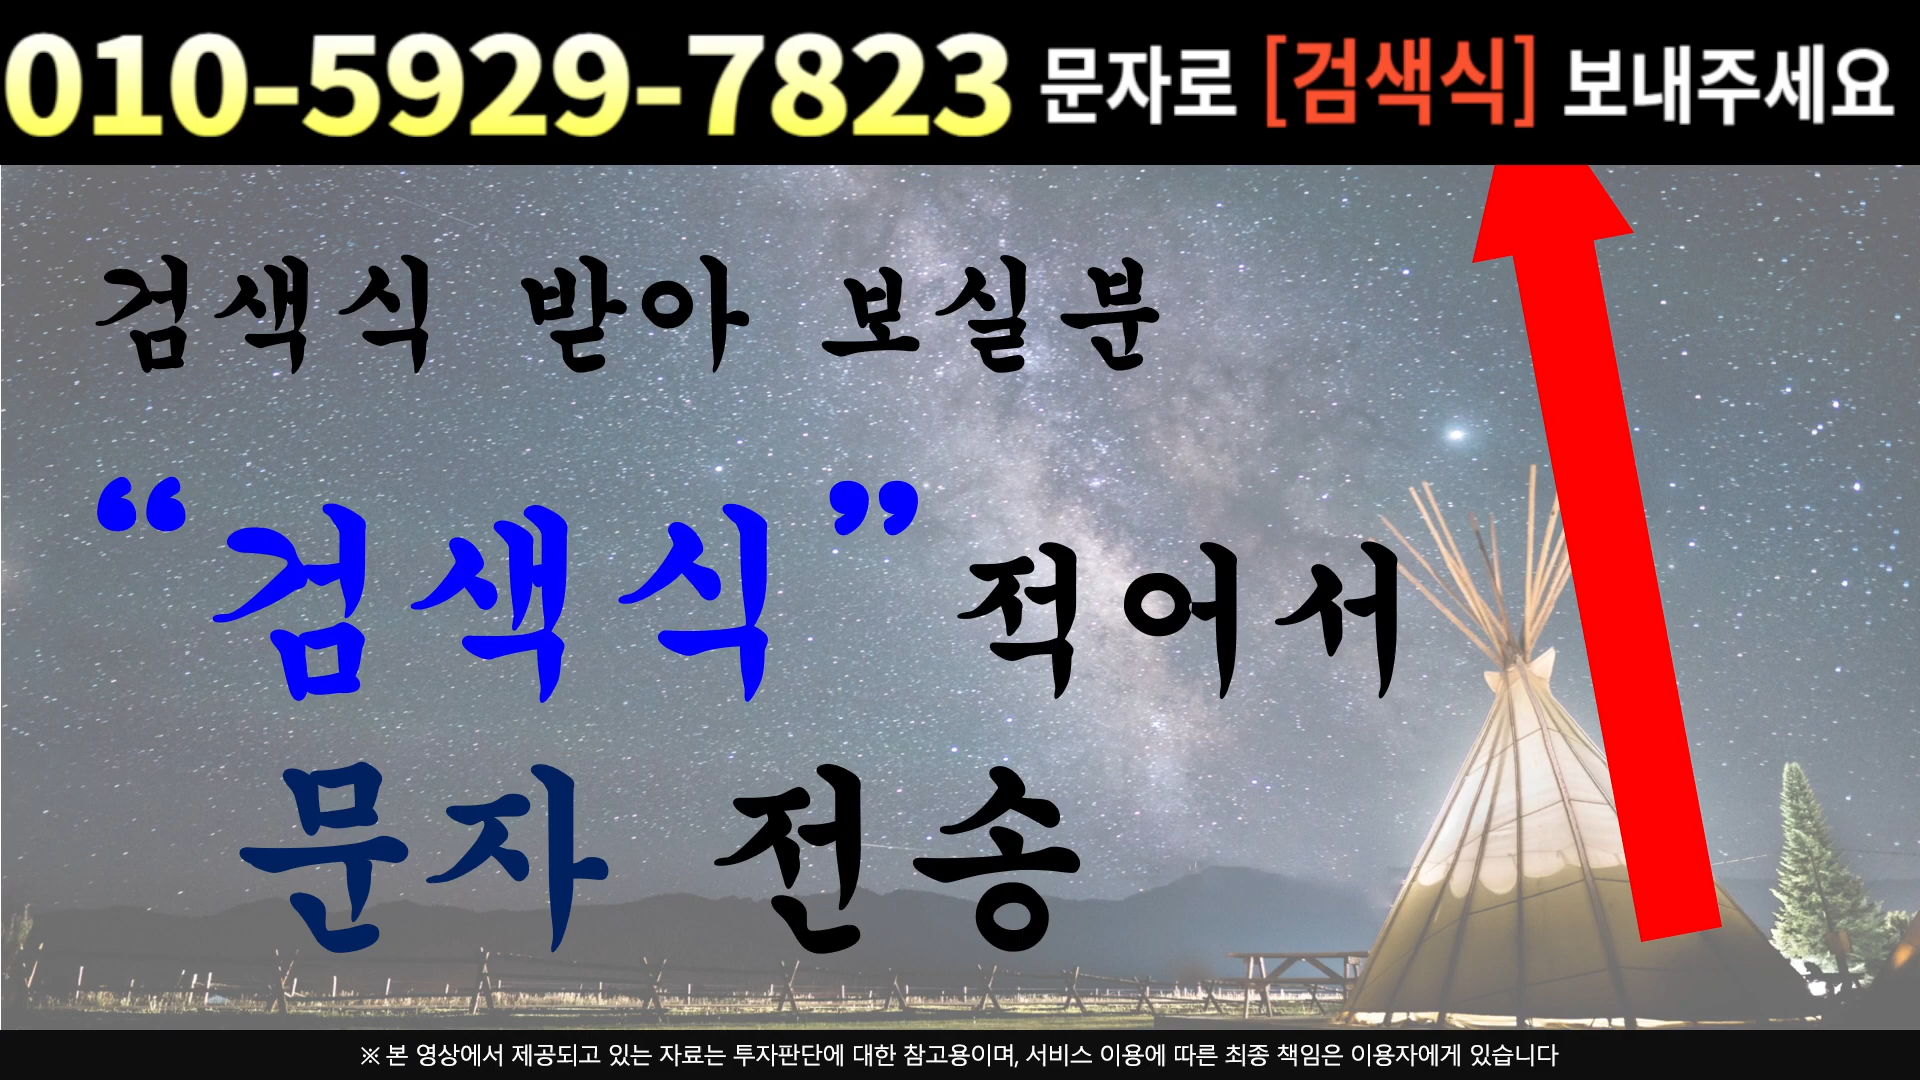 010-5929-7823 문자로 [검색식] 보내주세요
검색식 받아 보실분
“검색식” 적어서
문자 전송
※ 본 영상에서 제공되고 있는 자료는 투자판단에 대한 참고용이며, 서비스 이용에 따른 최종 책임은 이용자에게 있습니다